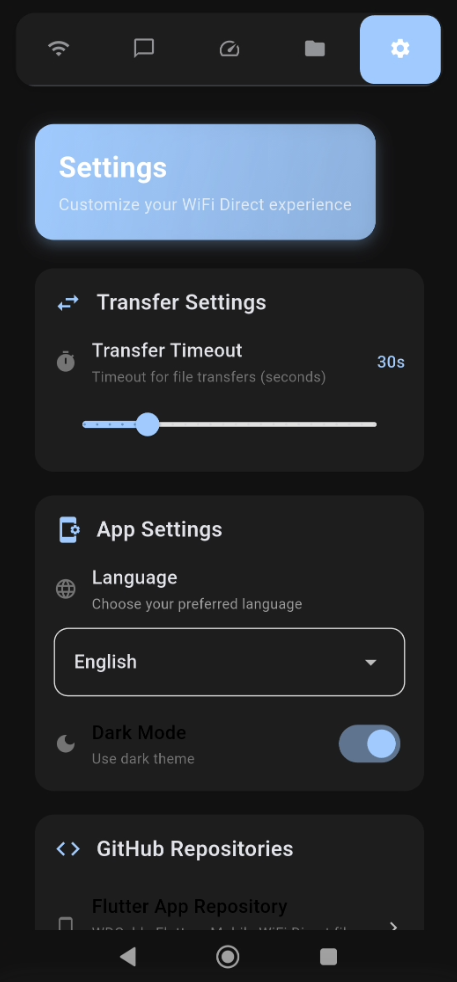 Settings
Customize your WiFi Direct experience
Transfer Settings
Transfer Timeout
30s
Timeout for file transfers (seconds)
App Settings
Language
Choose your preferred language
English
Dark Mode
Use dark theme
GitHub Repositories
Flutter App Repository